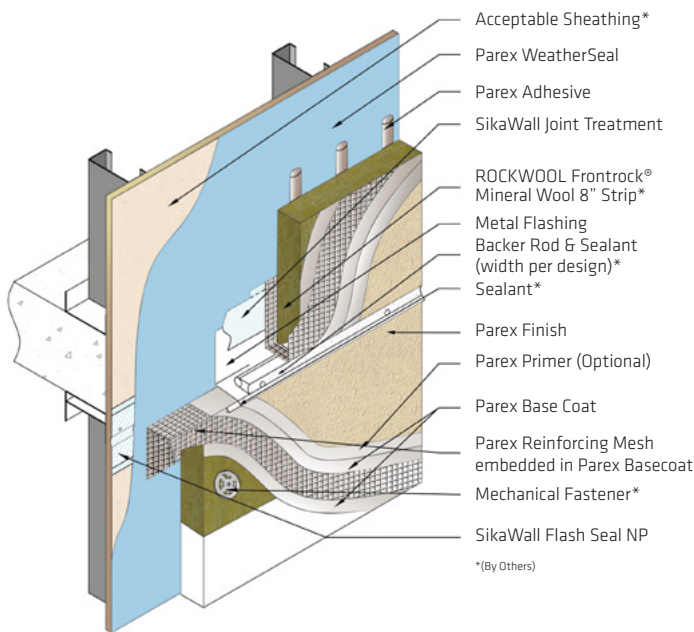 Acceptable Sheathing*
Parex WeatherSeal
Parex Adhesive
SikaWall Joint Treatment
ROCKWOOL Frontrock®
Mineral Wool 8” Strip*
Metal Flashing
Backer Rod & Sealant
(width per design)*
Sealant*
Parex Finish
Parex Primer (Optional)
Parex Base Coat
Parex Reinforcing Mesh
embedded in Parex Basecoat
Mechanical Fastener*
SikaWall Flash Seal NP
*(By Others)